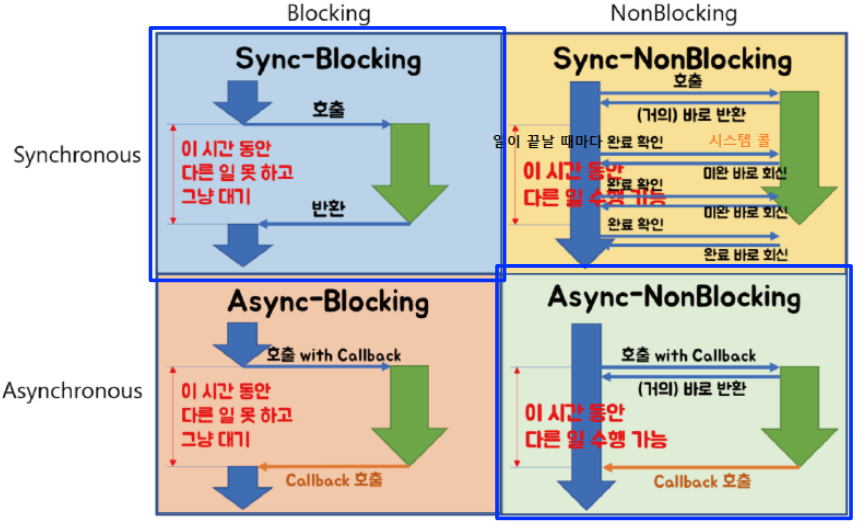 Blocking
NonBlocking
Synchronous
Sync-Blocking
호출
이 시간 동안
다른 일 못 하고
그냥 대기
반환
Sync-NonBlocking
호출
(거의) 바로 반환
일이 끝날 때마다 완료 확인
시스템 콜
이 시간 동안
다른 일 수행 가능
미완 바로 회신
완료 확인
미완 바로 회신
완료 확인
완료 바로 회신
Asynchronous
Async-Blocking
호출 with Callback
이 시간 동안
다른 일 못 하고
그냥 대기
Callback 호출
Async-NonBlocking
호출 with Callback
(거의) 바로 반환
이 시간 동안
다른 일 수행 가능
Callback 호출